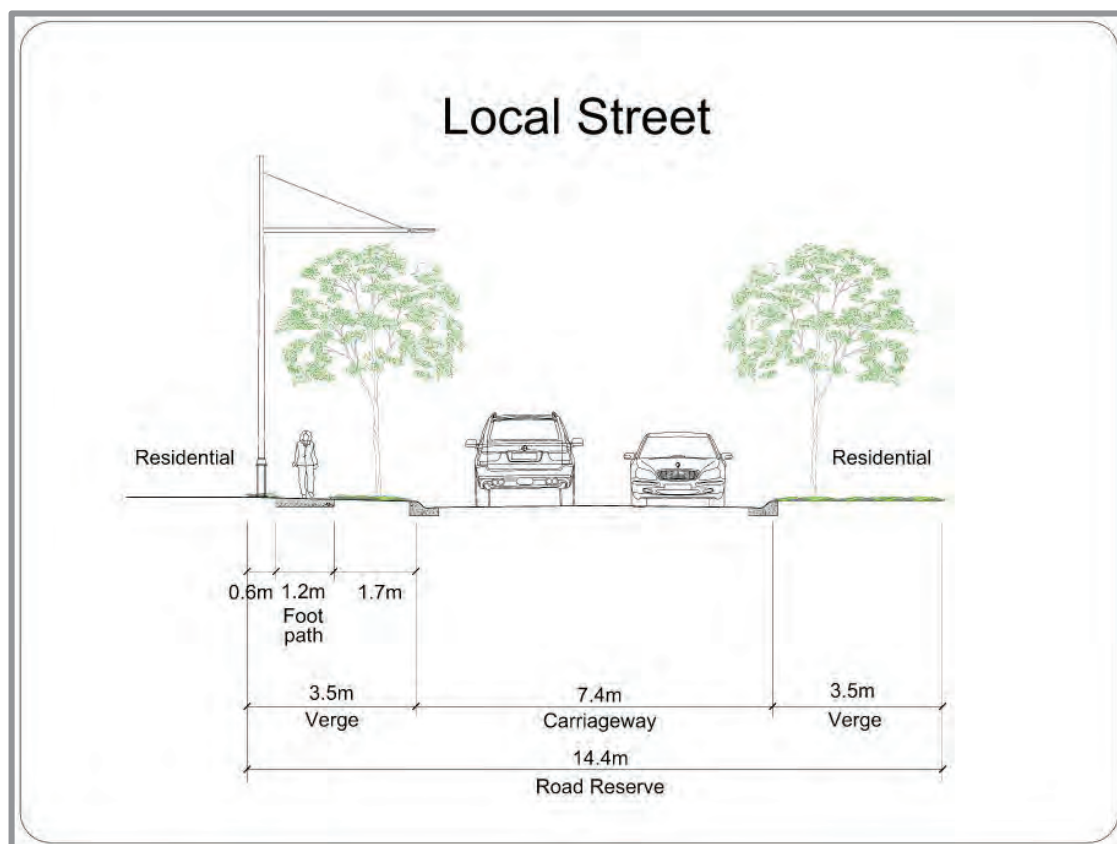 Local Street
Residential
Residential
0.6m 1.2m 1.7m
Foot
path
3.5m 7.4m 3.5m
Verge Carriageway Verge
14.4m
Road Reserve